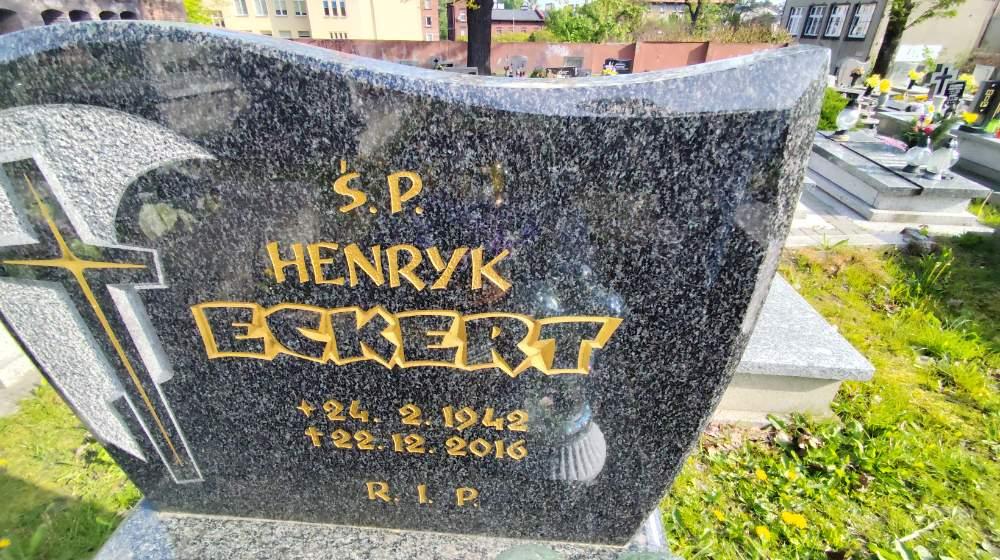 Ś. P.
HENRYK
ECKERT
+ 24. 2. 1942
† 22. 12. 2016
R. I. P.